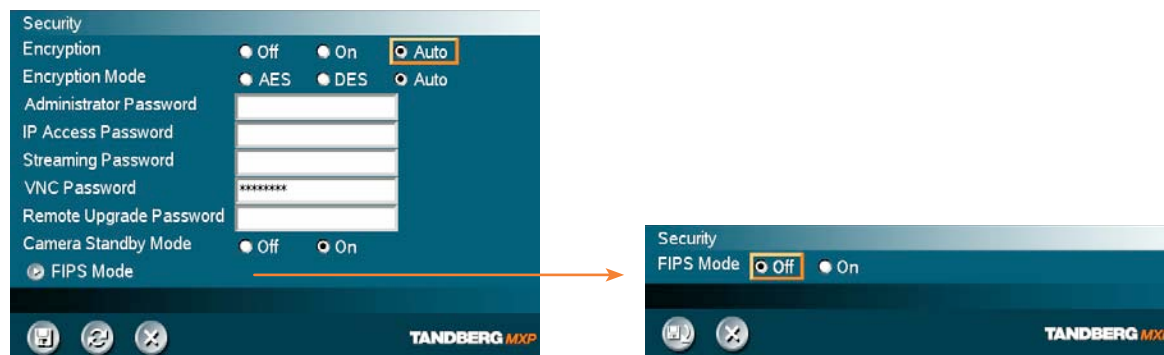 Security
Encryption Off On Auto
Encryption Mode AES DES Auto
Administrator Password
IP Access Password
Streaming Password
VNC Password ********
Remote Upgrade Password
Camera Standby Mode Off On
FIPS Mode
TANDBERG MXP
Security
FIPS Mode Off On
TANDBERG MX